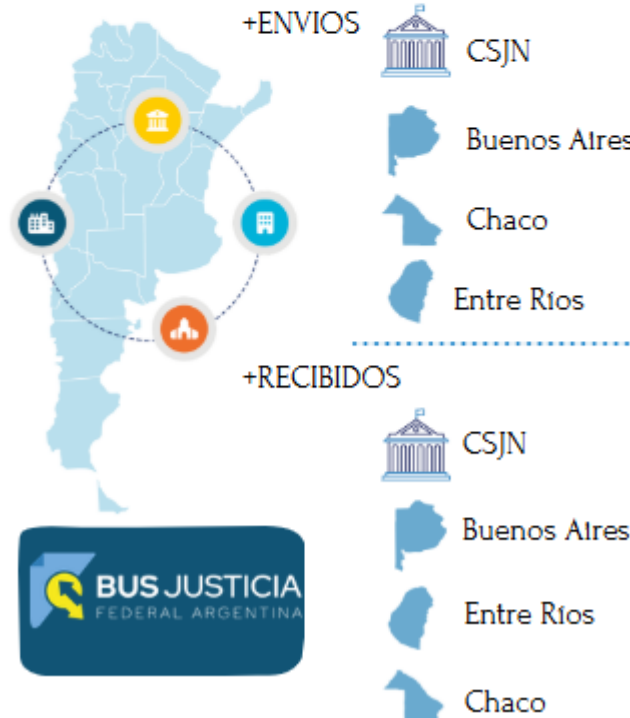 +ENVIOS
CSJN
Buenos Aires
Chaco
Entre Ríos
+RECIBIDOS
CSJN
Buenos Aires
Entre Ríos
Chaco
BUS JUSTICIA
FEDERAL ARGENTINA